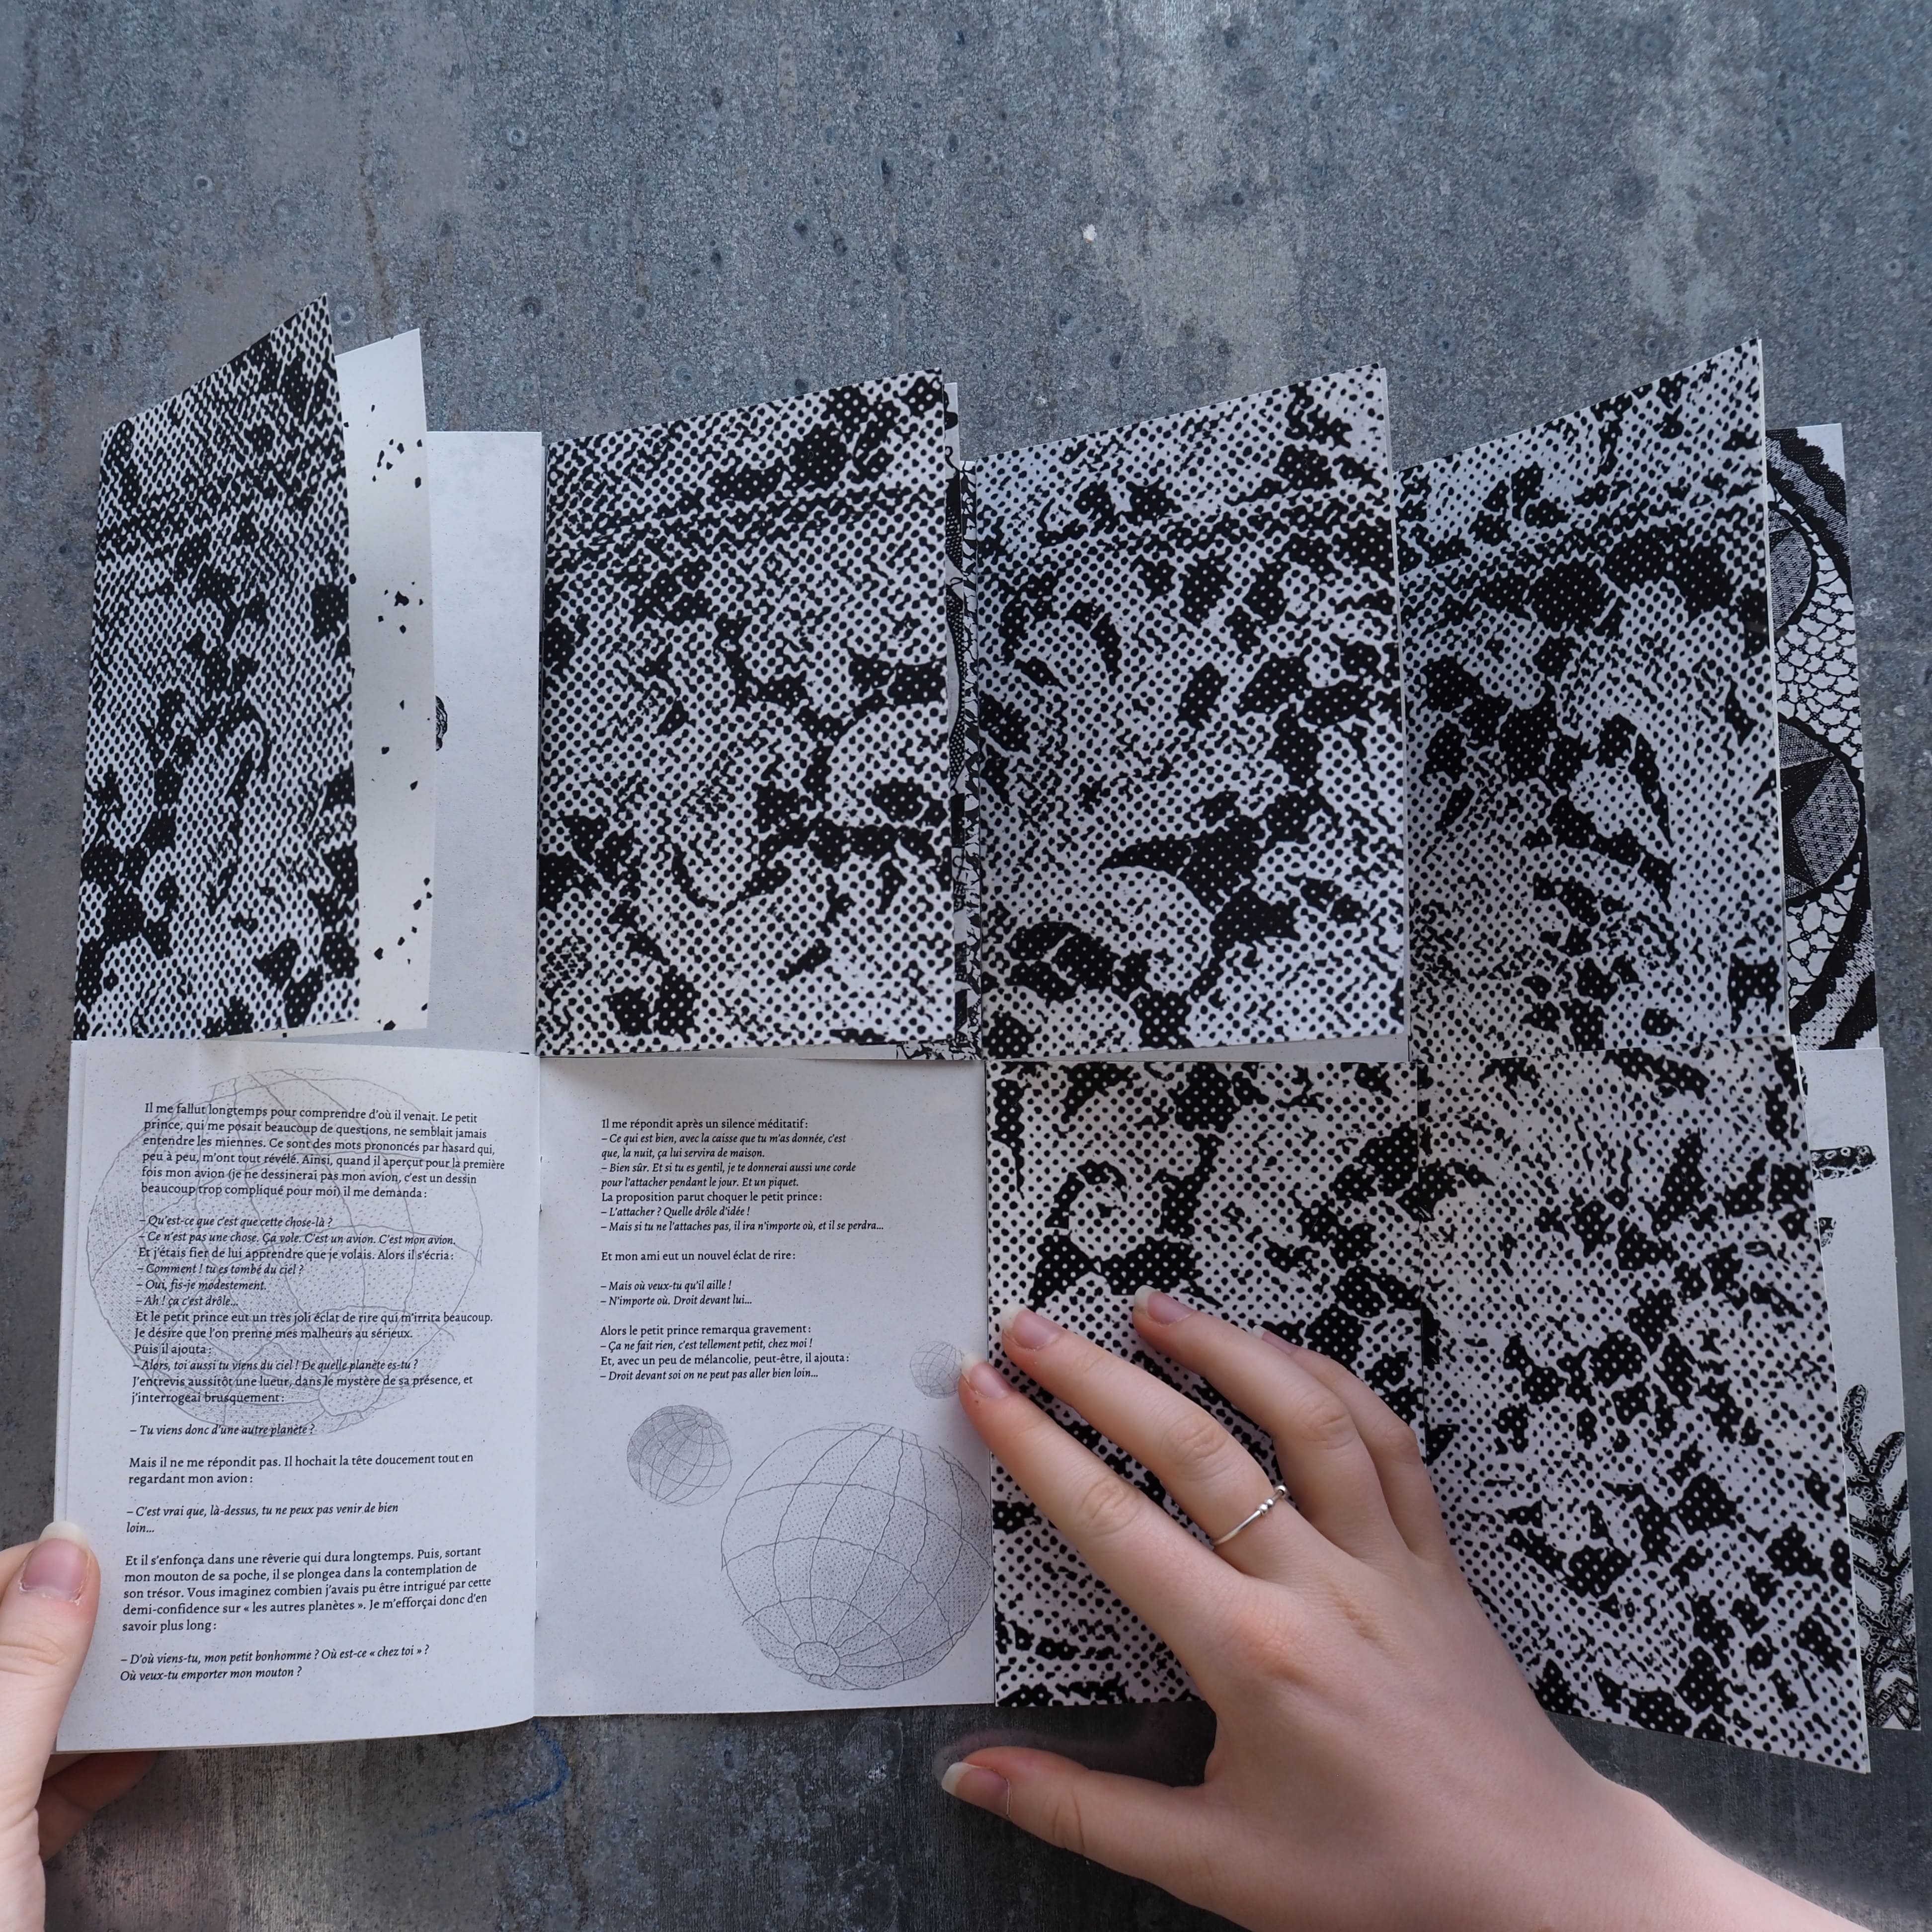 Il me fallut longtemps pour comprendre d'où il venait. Le petit
prince, qui me posait beaucoup de questions, ne semblait jamais
entendre les miennes. Ce sont des mots prononcés par hasard qui,
peu à peu, m'ont tout révélé. Ainsi, quand il aperçut pour la première
fois mon avion (je ne dessinerai pas mon avion, c'est un dessin
beaucoup trop compliqué pour moi) il me demanda :
– Qu'est-ce que c'est que cette chose-là ?
– Ce n'est pas une chose. Ça vole. C'est un avion. C'est mon avion.
Et j'étais fier de lui apprendre que je volais. Alors il s'écria :
– Comment ! tu es tombé du ciel ?
– Oui, fis-je modestement.
– Ah ! ça c'est drôle...
Et le petit prince eut un très joli éclat de rire qui m'irrita beaucoup.
Je désire que l'on prenne mes malheurs au sérieux.
Puis il ajouta :
– Alors, toi aussi tu viens du ciel ! De quelle planète es-tu ?
J'entrevis aussitôt une lueur, dans le mystère de sa présence, et
j'interrogeai brusquement :
– Tu viens donc d'une autre planète ?
Mais il ne me répondit pas. Il hochait la tête doucement tout en
regardant mon avion :
– C'est vrai que, là-dessus, tu ne peux pas venir de bien
loin...
Et il s'enfonça dans une rêverie qui dura longtemps. Puis, sortant
mon mouton de sa poche, il se plongea dans la contemplation de
son trésor. Vous imaginez combien j'avais pu être intrigué par cette
demi-confidence sur « les autres planètes ». Je m'efforçai donc d'en
savoir plus long :
– D'où viens-tu, mon petit bonhomme ? Où est-ce « chez toi » ?
Où veux-tu emporter mon mouton ?
Il me répondit après un silence méditatif :
– Ce qui est bien, avec la caisse que tu m'as donnée, c'est
que, la nuit, ça lui servira de maison.
– Bien sûr. Et si tu es gentil, je te donnerai aussi une corde
pour l'attacher pendant le jour. Et un piquet.
La proposition parut choquer le petit prince :
– L'attacher ? Quelle drôle d'idée !
– Mais si tu ne l'attaches pas, il ira n'importe où, et il se perdra...
Et mon ami eut un nouvel éclat de rire :
– Mais où veux-tu qu'il aille !
– N'importe où. Droit devant lui...
Alors le petit prince remarqua gravement :
– Ça ne fait rien, c'est tellement petit, chez moi !
Et, avec un peu de mélancolie, peut-être, il ajouta :
– Droit devant soi on ne peut pas aller bien loin...